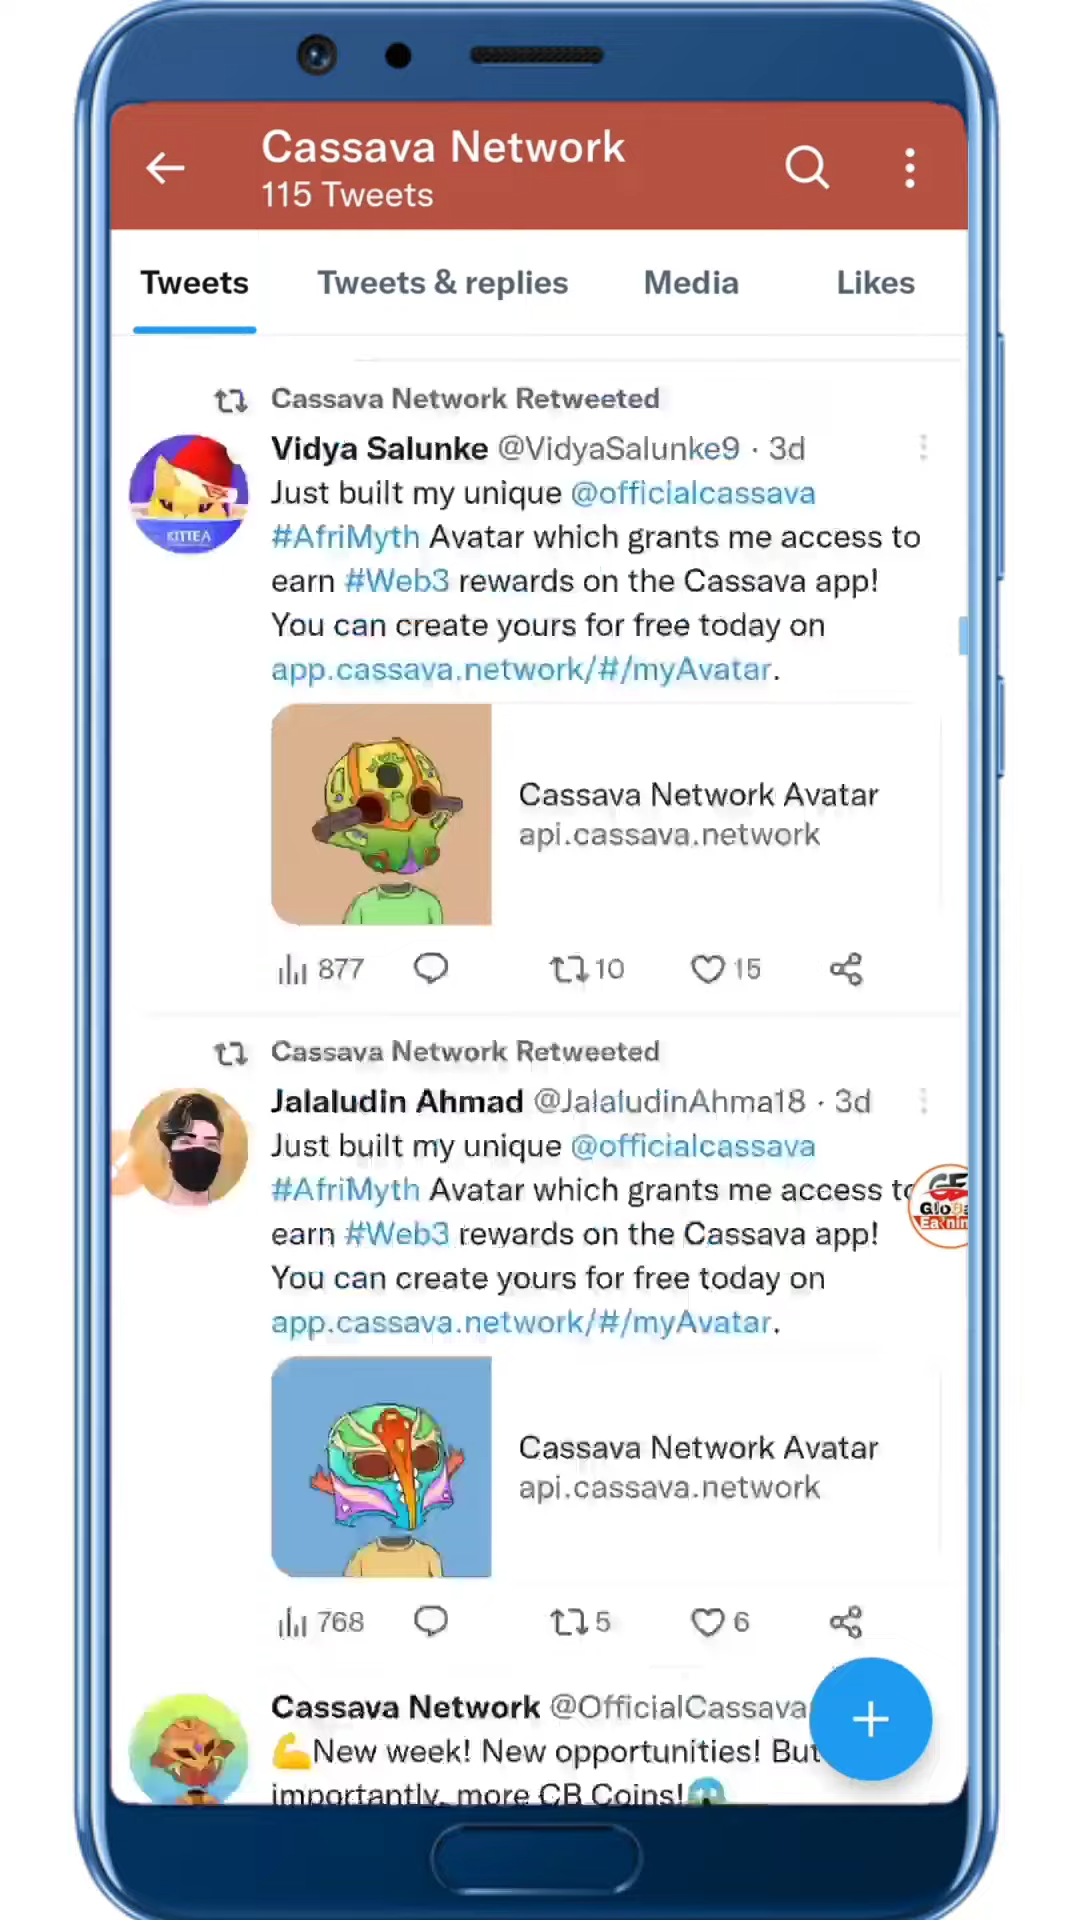 Cassava Network
115 Tweets
Tweets Tweets & replies Media Likes
Cassava Network Retweeted
Vidya Salunke @VidyaSalunke9 · 3d
Just built my unique @officialcassava
#AfriMyth Avatar which grants me access to
earn #Web3 rewards on the Cassava app!
You can create yours for free today on
app.cassava.network/#/myAvatar.
KITTEA
Cassava Network Avatar
api.cassava.network
877 10 15
Cassava Network Retweeted
Jalaludin Ahmad @JalaludinAhma18 · 3d
Just built my unique @officialcassava
#AfriMyth Avatar which grants me access to
earn #Web3 rewards on the Cassava app!
You can create yours for free today on
app.cassava.network/#/myAvatar.
Cassava Network Avatar
api.cassava.network
768 5 6
Cassava Network @OfficialCassava
💪New week! New opportunities! But
importantly, more CB Coins!